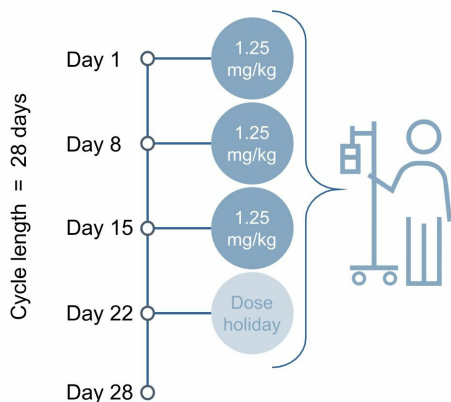 Cycle length = 28 days
Day 1
1.25
mg/kg
Day 8
1.25
mg/kg
Day 15
1.25
mg/kg
Day 22
Dose
holiday
Day 28